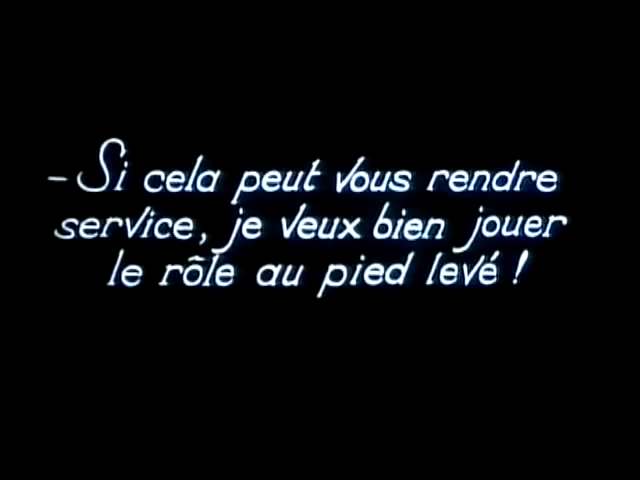 - Si cela peut vous rendre
service, je veux bien jouer
le rôle au pied levé !